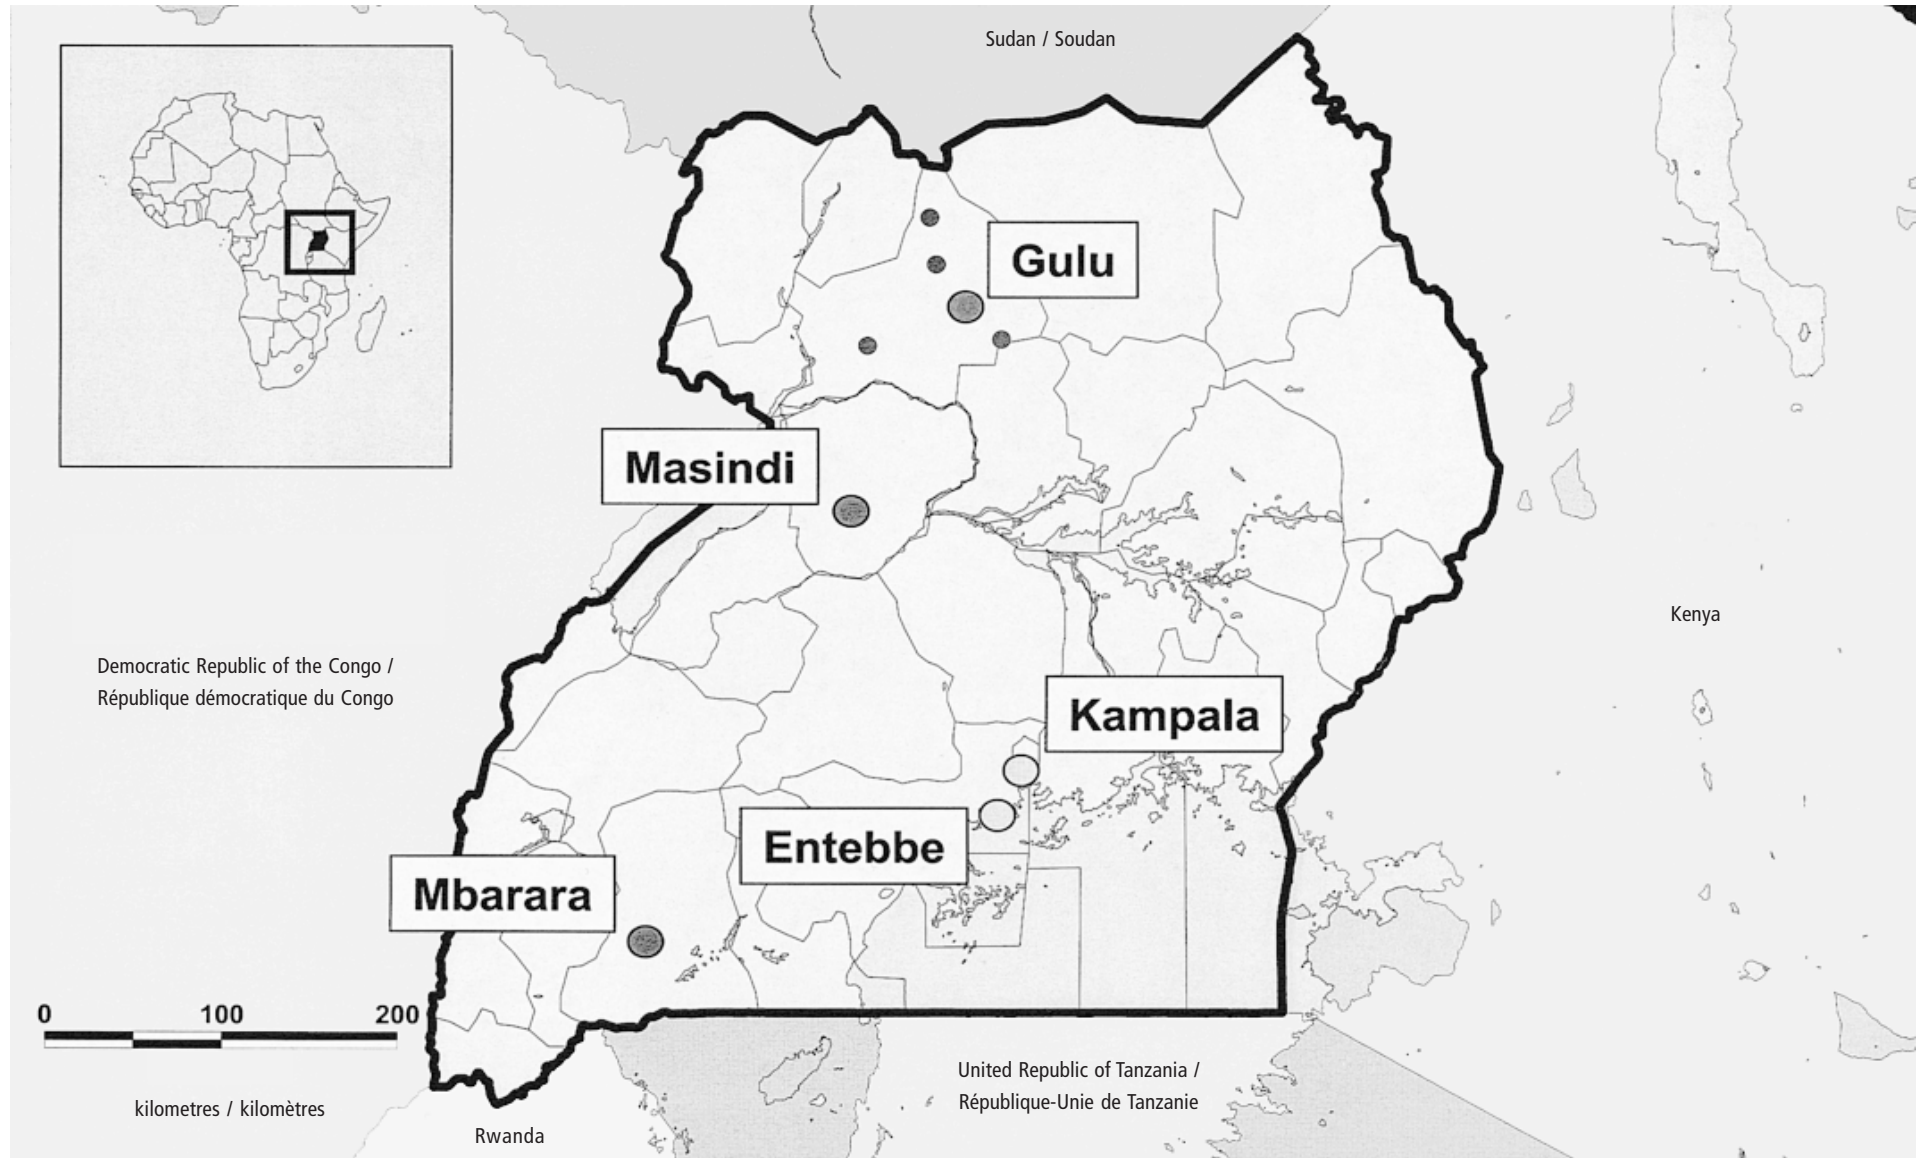 Sudan / Soudan
Gulu
Masindi
Kenya
Democratic Republic of the Congo /
République démocratique du Congo
Kampala
Entebbe
Mbarara
0 100 200
kilometres / kilomètres
United Republic of Tanzania /
République-Unie de Tanzanie
Rwanda